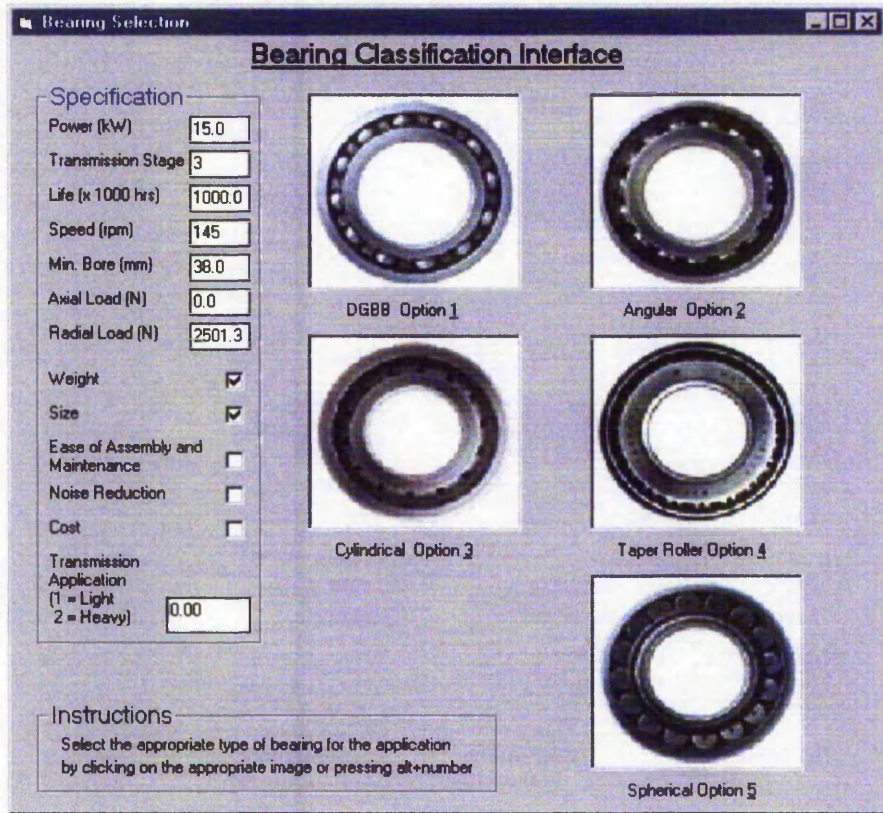 Bearing Selection
Bearing Classification Interface
Specification
Power (kW) 15.0
Transmission Stage 3
Life (x 1000 hrs) 1000.0
Speed (rpm) 145
Min. Bore (mm) 38.0
Axial Load (N) 0.0
Radial Load (N) 2501.3
Weight
Size
Ease of Assembly and
Maintenance
Noise Reduction
Cost
Transmission
Application
(1 = Light
2 = Heavy) 0.00
DGBB Option 1
Angular Option 2
Cylindrical Option 3
Taper Roller Option 4
Spherical Option 5
Instructions
Select the appropriate type of bearing for the application
by clicking on the appropriate image or pressing alt+number